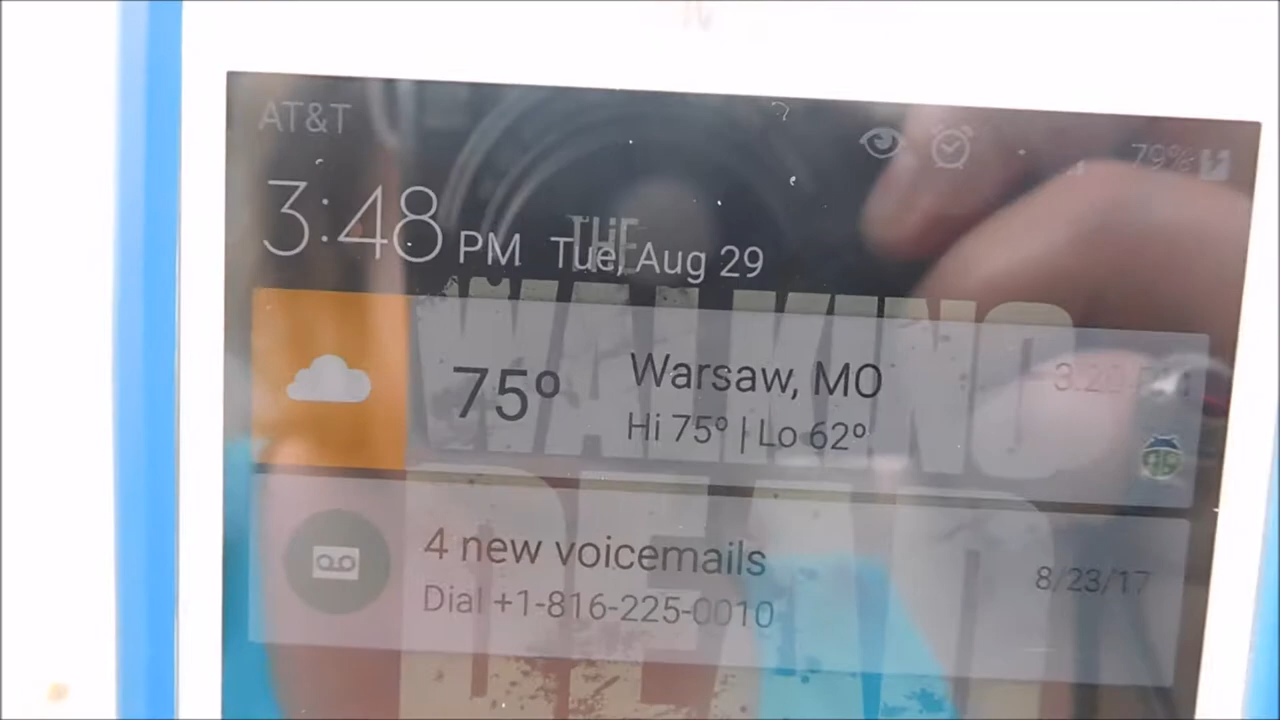 AT&T
79%
3:48 PM Tue, Aug 29
THE
WALKING
DEAD
75° Warsaw, MO
Hi 75° | Lo 62°
4 new voicemails
8/23/17
Dial +1-816-225-0010